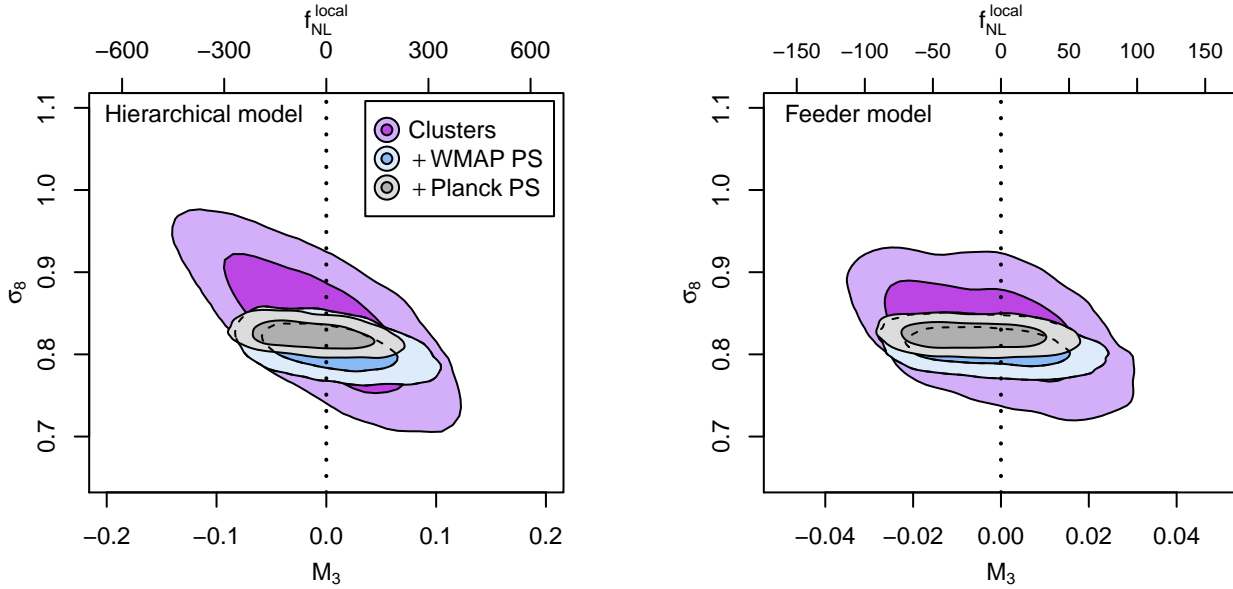 f_NL^local
−600 −300 0 300 600
Hierarchical model
Clusters
+ WMAP PS
+ Planck PS
σ₈
0.7 0.8 0.9 1.0 1.1
−0.2 −0.1 0.0 0.1 0.2
M₃
f_NL^local
−150 −100 −50 0 50 100 150
Feeder model
σ₈
0.7 0.8 0.9 1.0 1.1
−0.04 −0.02 0.00 0.02 0.04
M₃